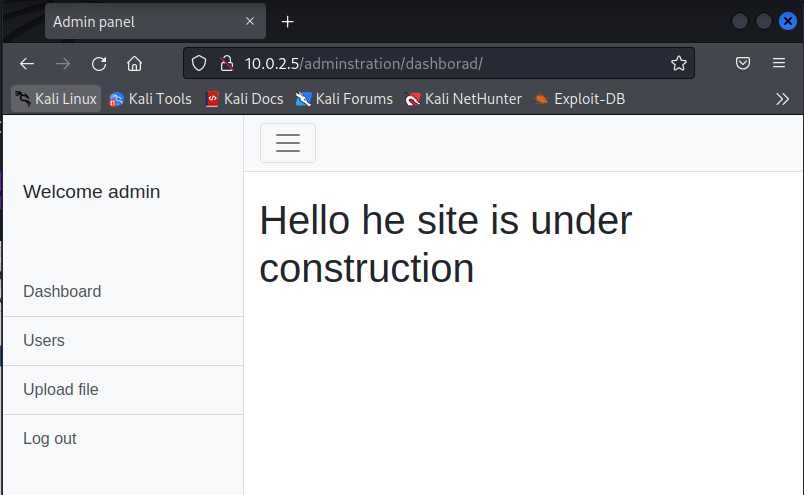 Admin panel
10.0.2.5/adminstration/dashborad/
Kali Linux Kali Tools Kali Docs Kali Forums Kali NetHunter Exploit-DB
Welcome admin
Hello he site is under
construction
Dashboard
Users
Upload file
Log out